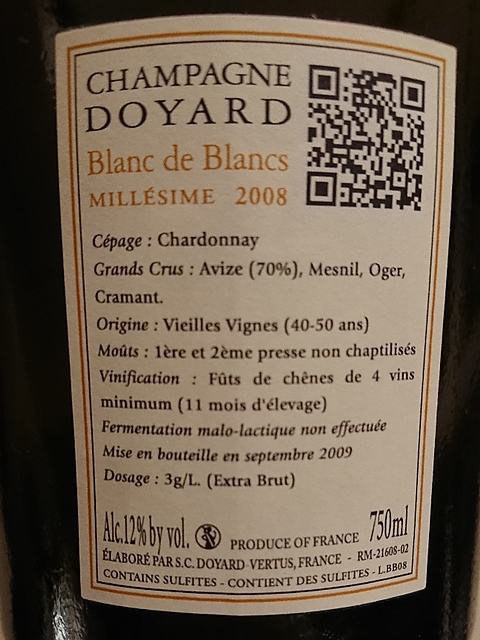 CHAMPAGNE
DOYARD
Blanc de Blancs
MILLÉSIME 2008
Cépage : Chardonnay
Grands Crus : Avize (70%), Mesnil, Oger,
Cramant.
Origine : Vieilles Vignes (40-50 ans)
Moûts : 1ère et 2ème presse non chaptilisés
Vinification : Fûts de chênes de 4 vins
minimum (11 mois d'élevage)
Fermentation malo-lactique non effectuée
Mise en bouteille en septembre 2009
Dosage : 3g/L. (Extra Brut)
Alc.12% by vol. PRODUCE OF FRANCE 750ml
ÉLABORÉ PAR S.C. DOYARD VERTUS, FRANCE - RM-21608-02
CONTAINS SULFITES - CONTIENT DES SULFITES - L.BB08